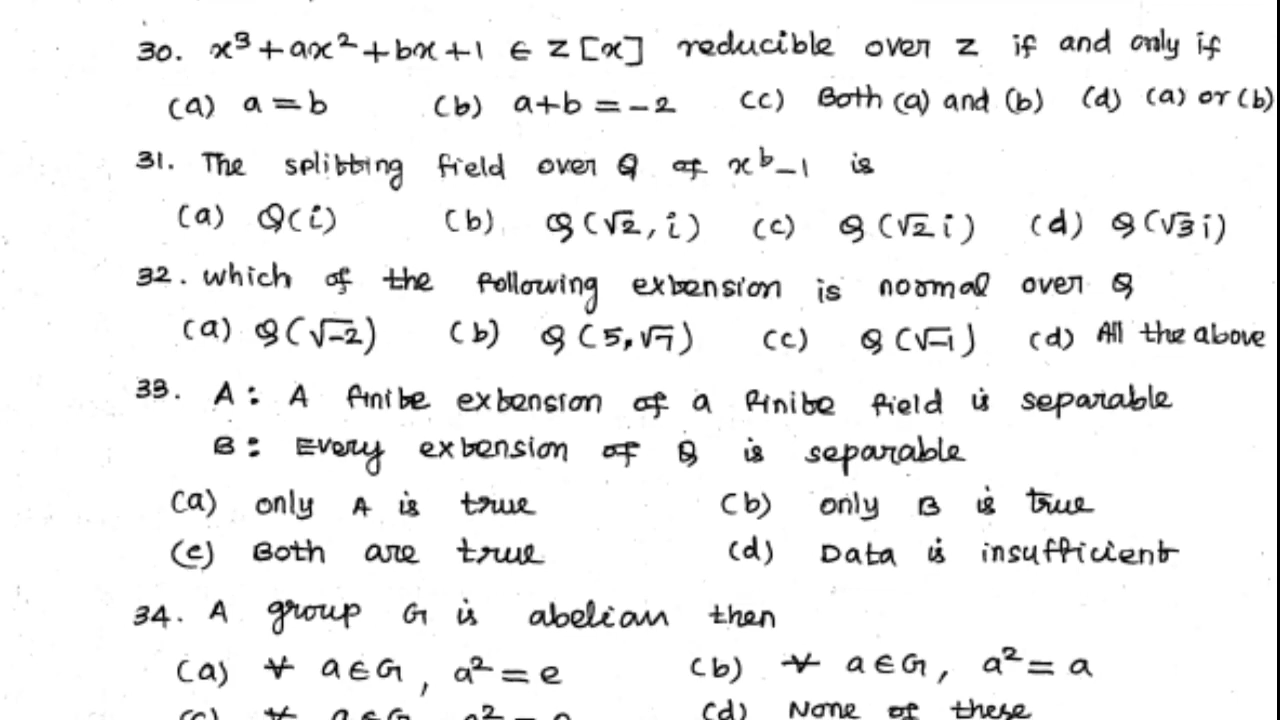 30. x³ + ax² + bx + 1 ∈ Z [x] reducible over Z if and only if
(a) a = b (b) a+b = -2 (c) Both (a) and (b) (d) (a) or (b)
31. The splitting field over Q of x^b - 1 is
(a) Q(i) (b) Q(√2, i) (c) Q(√2 i) (d) Q(√3 i)
32. which of the following extension is normal over Q
(a) Q(√-2) (b) Q(5, √7) (c) Q(√-1) (d) All the above
33. A : A finite extension of a finite field is separable
B : Every extension of Q is separable
(a) only A is true (b) only B is true
(c) Both are true (d) Data is insufficient
34. A group G is abelian then
(a) ∀ a ∈ G, a² = e (b) ∀ a ∈ G, a² = a
(d) None of these